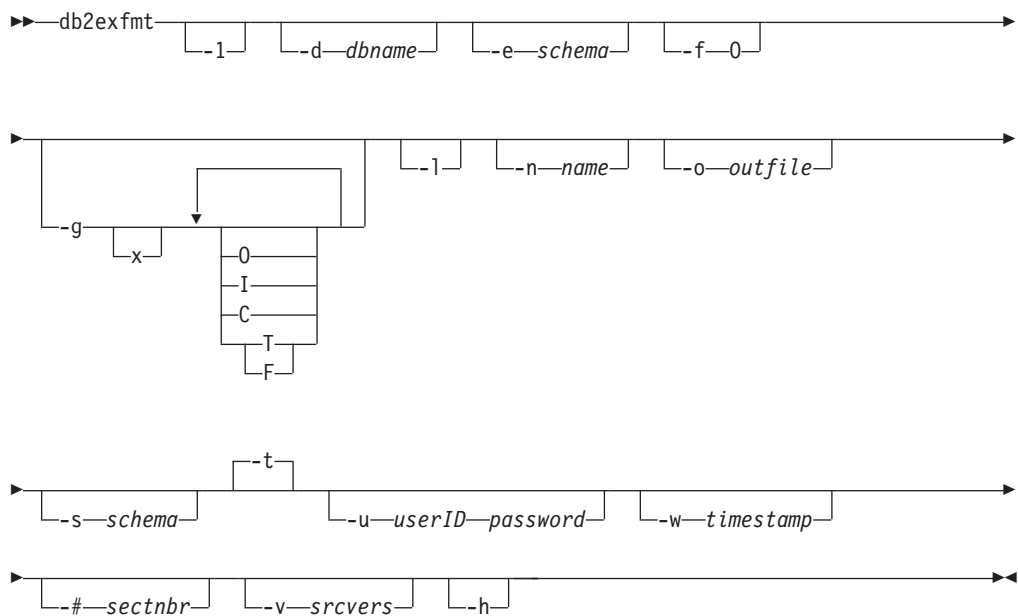 db2exfmt
-1 -d dbname -e schema -f O
-g x O I C T F -l -n name -o outfile
-s schema -t -u userID password -w timestamp
-# sectnbr -v srcvers -h